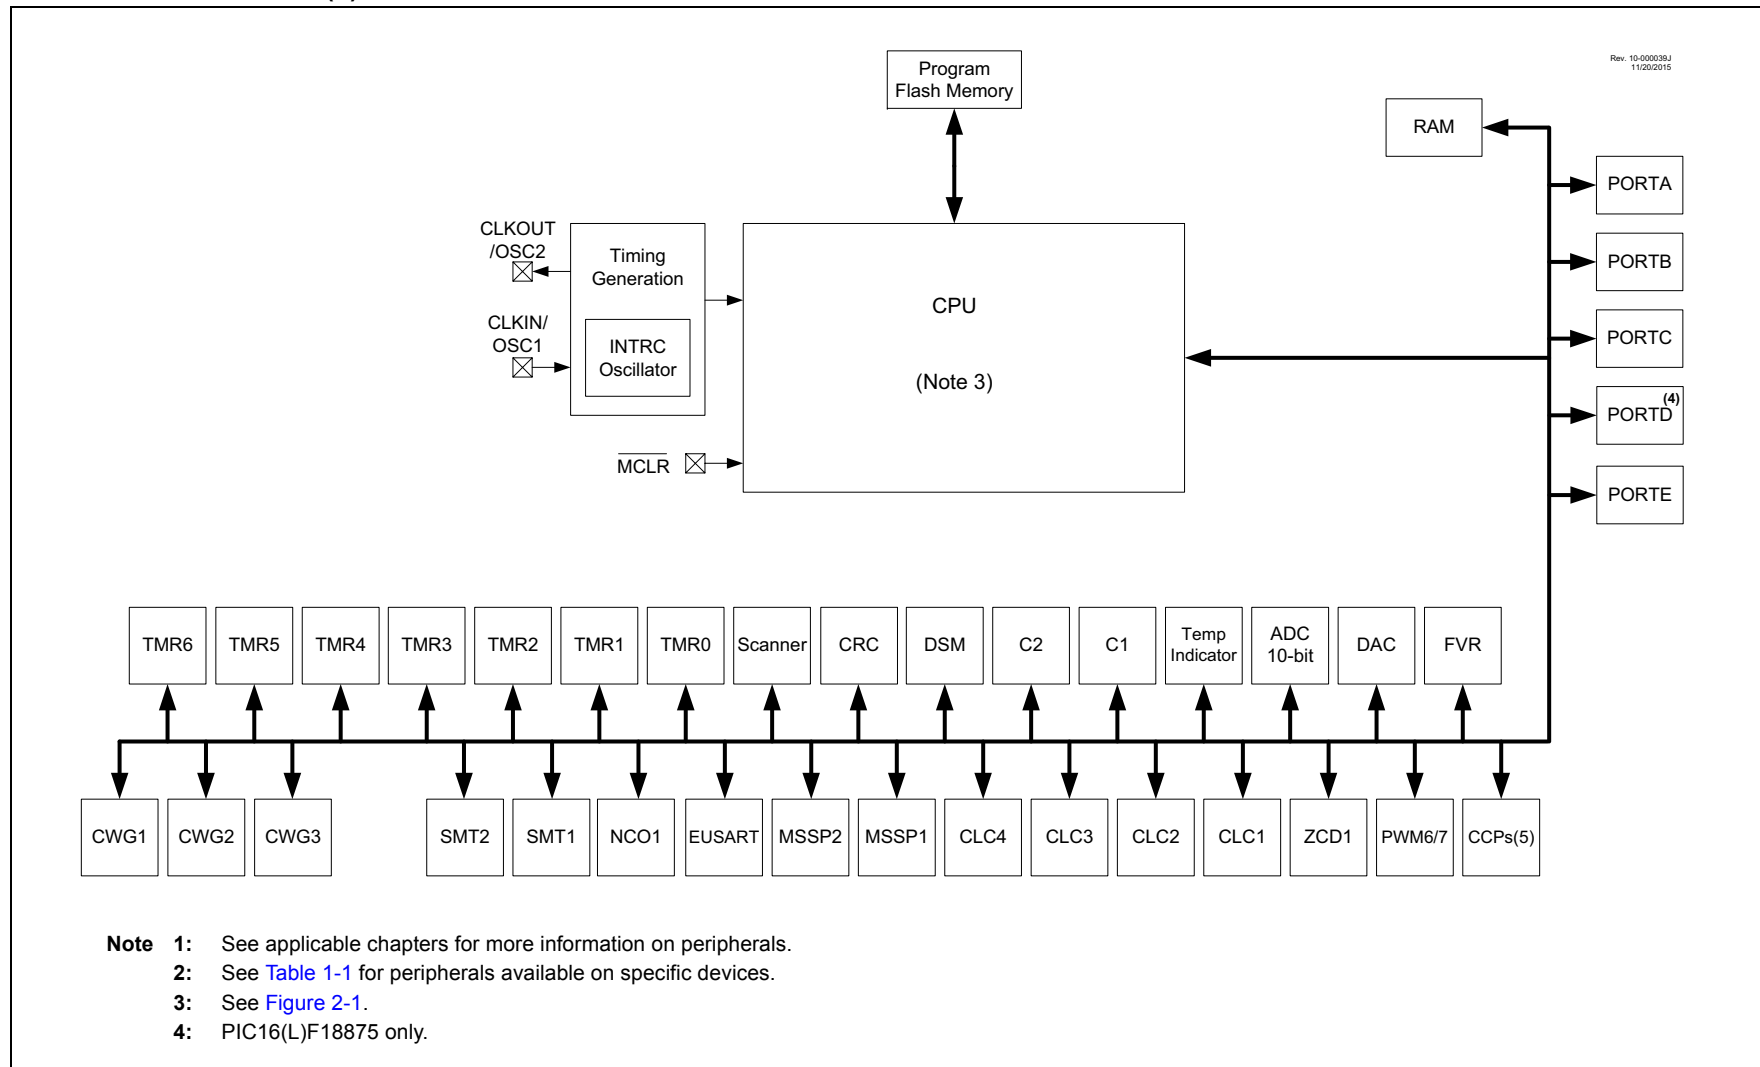 Rev. 10-000039J
11/20/2015
Program
Flash Memory
RAM
PORTA
PORTB
PORTC
PORTD(4)
PORTE
CLKOUT
/OSC2
Timing
Generation
CLKIN/
OSC1
INTRC
Oscillator
CPU
(Note 3)
MCLR
TMR6
TMR5
TMR4
TMR3
TMR2
TMR1
TMR0
Scanner
CRC
DSM
C2
C1
Temp
Indicator
ADC
10-bit
DAC
FVR
CWG1
CWG2
CWG3
SMT2
SMT1
NCO1
EUSART
MSSP2
MSSP1
CLC4
CLC3
CLC2
CLC1
ZCD1
PWM6/7
CCPs(5)
Note 1: See applicable chapters for more information on peripherals.
2: See Table 1-1 for peripherals available on specific devices.
3: See Figure 2-1.
4: PIC16(L)F18875 only.